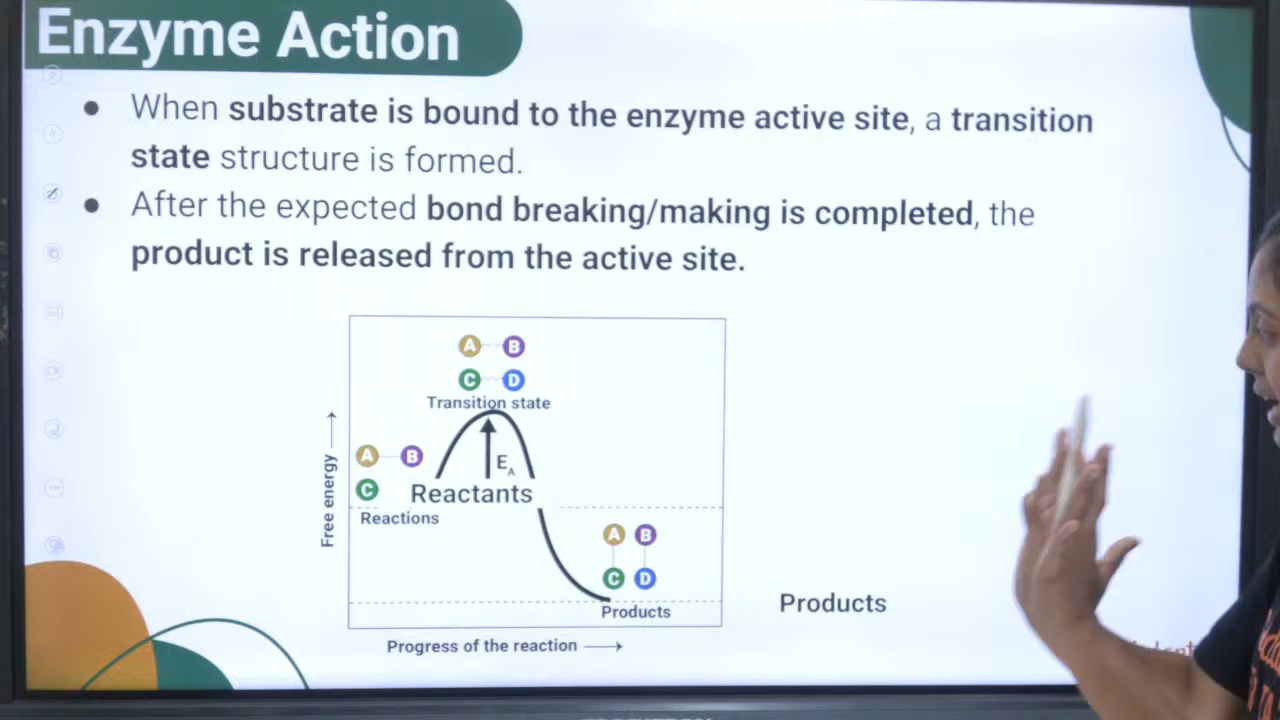 Enzyme Action
When substrate is bound to the enzyme active site, a transition
state structure is formed.
After the expected bond breaking/making is completed, the
product is released from the active site.
A B
C D
Transition state
A B
C
E A
Reactants
Reactions
Free energy
A B
C D
Products
Products
Progress of the reaction